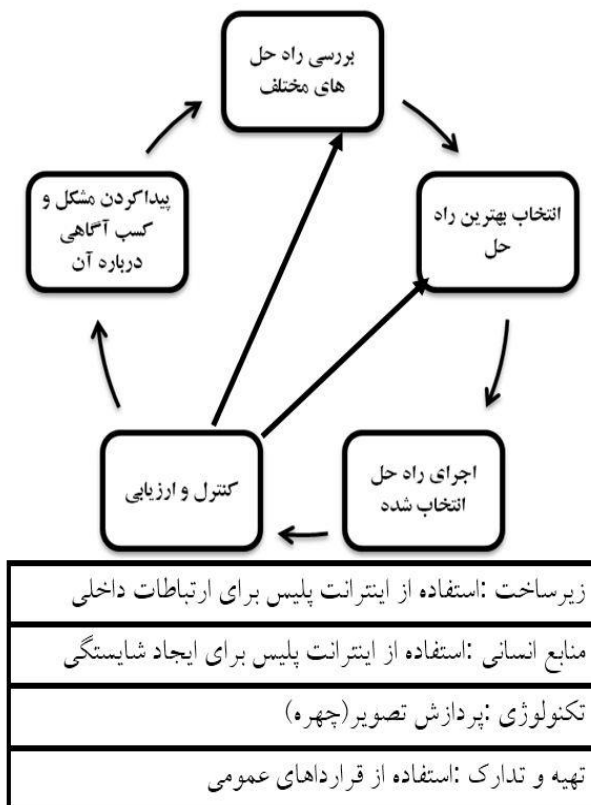 بررسی راه حل
های مختلف
پیداکردن مشکل و
کسب آگاهی
درباره آن
انتخاب بهترین راه
حل
کنترل و ارزیابی
اجرای راه حل
انتخاب شده
زیرساخت :استفاده از اینترانت پلیس برای ارتباطات داخلی
منابع انسانی :استفاده از اینترانت پلیس برای ایجاد شایستگی
تکنولوژی :پردازش تصویر(چهره)
تهیه و تدارک :استفاده از قراردادهای عمومی